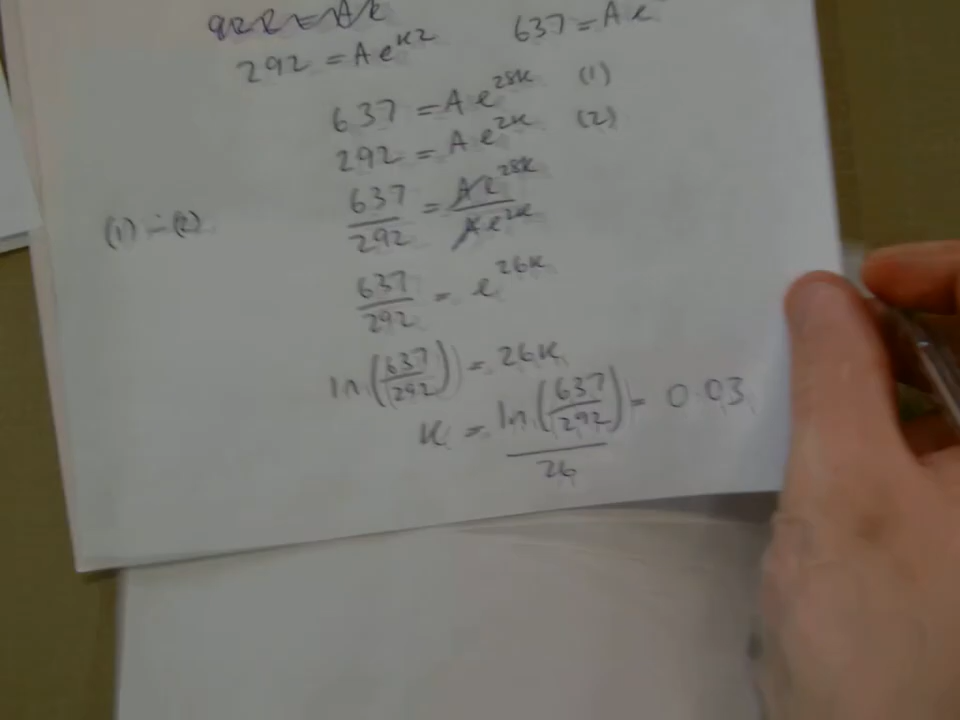 292 = Ae^{k2} 637 = Ae
637 = Ae^{28k} (1)
292 = Ae^{2k} (2)
(1) ÷ (2) 637/292 = Ae^{28k}/Ae^{2k}
637/292 = e^{26k}
ln(637/292) = 26k
k = ln(637/292)/26 = 0.03